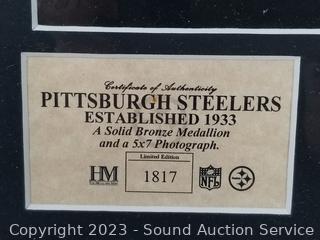 Certificate of Authenticity
PITTSBURGH STEELERS
ESTABLISHED 1933
A Solid Bronze Medallion
and a 5x7 Photograph.
Limited Edition
1817
HM
NFL
Copyright 2023 - Sound Auction Service